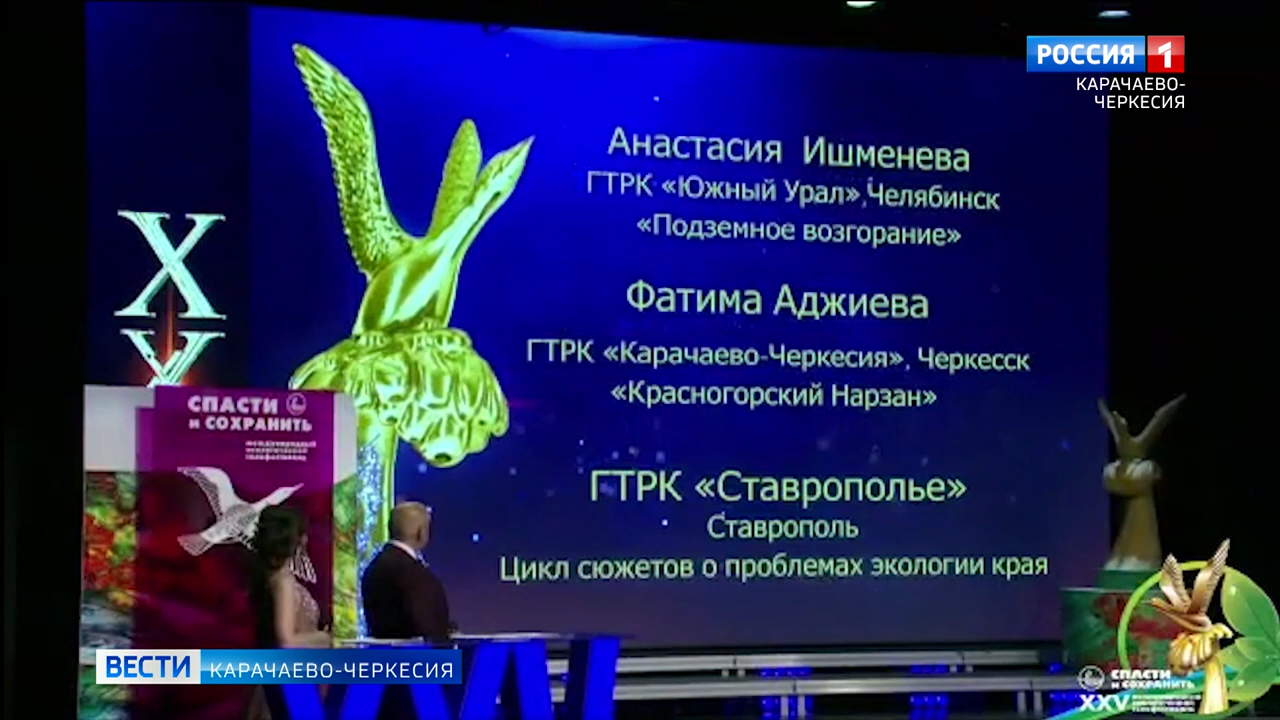 РОССИЯ 1
КАРАЧАЕВО-
ЧЕРКЕСИЯ
Анастасия Ишменева
ГТРК «Южный Урал», Челябинск
«Подземное возгорание»
Фатима Аджиева
ГТРК «Карачаево-Черкесия», Черкесск
«Красногорский Нарзан»
ГТРК «Ставрополье»
Ставрополь
Цикл сюжетов о проблемах экологии края
X
СПАСТИ
И СОХРАНИТЬ
ВЕСТИ КАРАЧАЕВО-ЧЕРКЕСИЯ
СПАСТИ
И СОХРАНИТЬ
XXV